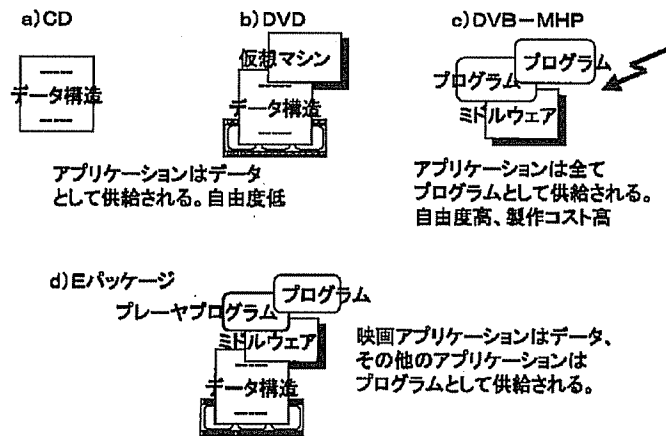 a)CD
b)DVD
c)DVB-MHP
データ構造
仮想マシン
データ構造
プログラム
プログラム
ミドルウェア
アプリケーションはデータ
として供給される。自由度低
アプリケーションは全て
プログラムとして供給される。
自由度高、製作コスト高
d)Eパッケージ
プログラム
プレーヤプログラム
ミドルウェア
データ構造
映画アプリケーションはデータ、
その他のアプリケーションは
プログラムとして供給される。